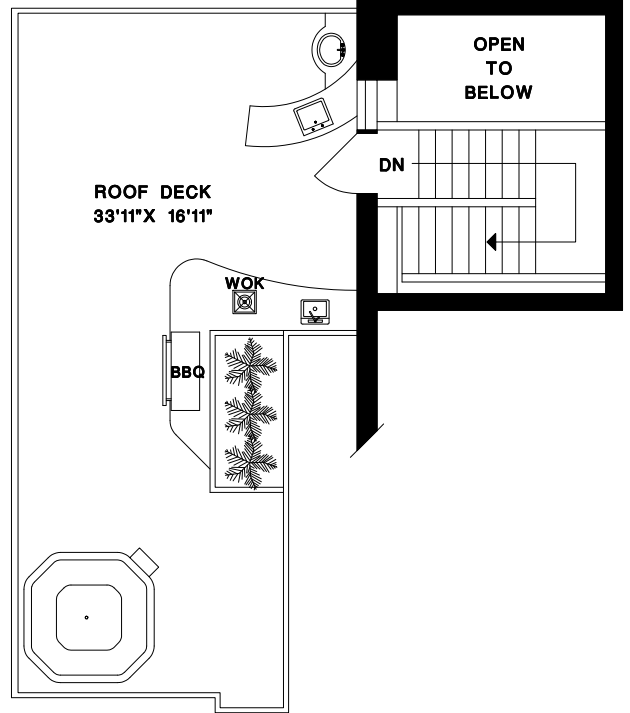 OPEN
TO
BELOW
DN
ROOF DECK
33'11"X 16'11"
WOK
BBQ